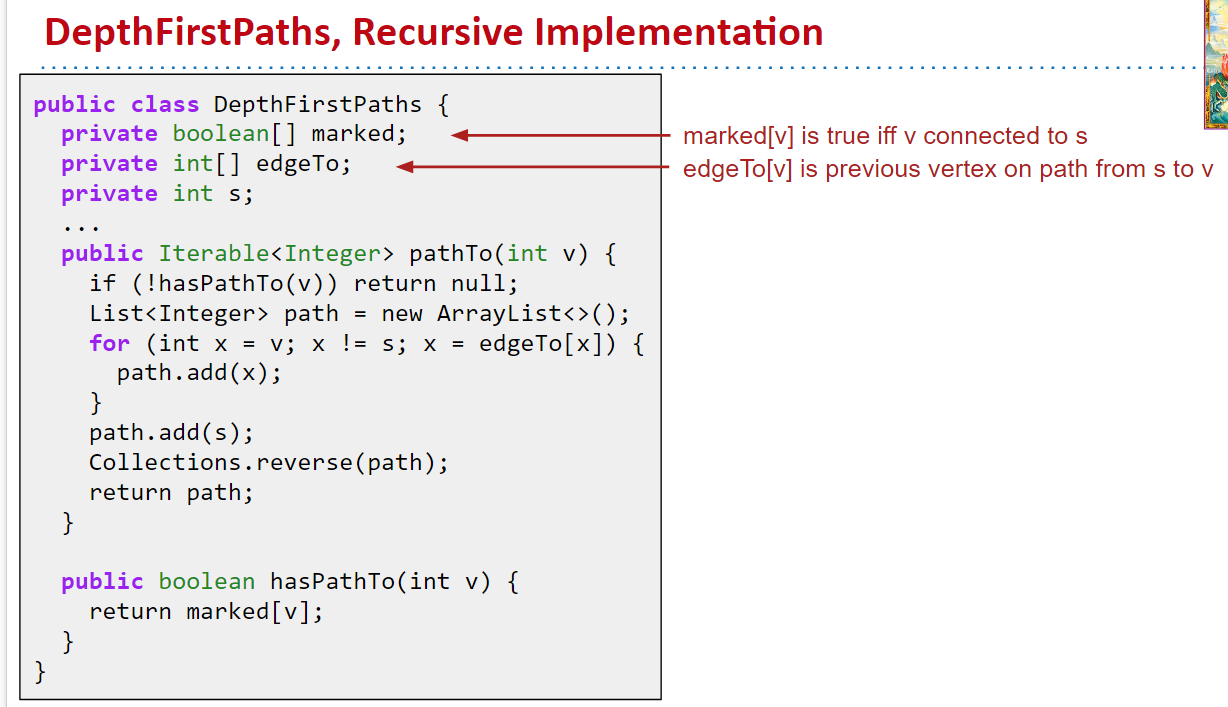 DepthFirstPaths, Recursive Implementation
public class DepthFirstPaths {
private boolean[] marked;
private int[] edgeTo;
private int s;
...
public Iterable<Integer> pathTo(int v) {
if (!hasPathTo(v)) return null;
List<Integer> path = new ArrayList<>();
for (int x = v; x != s; x = edgeTo[x]) {
path.add(x);
}
path.add(s);
Collections.reverse(path);
return path;
}
public boolean hasPathTo(int v) {
return marked[v];
}
}
marked[v] is true iff v connected to s
edgeTo[v] is previous vertex on path from s to v